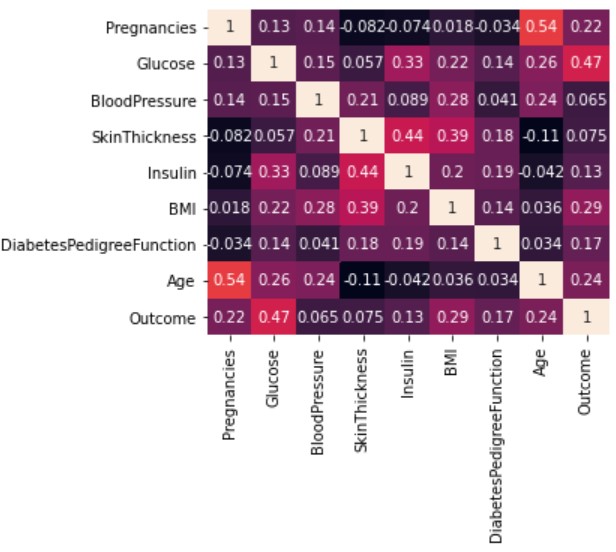 Pregnancies 1 0.13 0.14 -0.082 -0.074 0.018 -0.034 0.54 0.22
Glucose 0.13 1 0.15 0.057 0.33 0.22 0.14 0.26 0.47
BloodPressure 0.14 0.15 1 0.21 0.089 0.28 0.041 0.24 0.065
SkinThickness -0.082 0.057 0.21 1 0.44 0.39 0.18 -0.11 0.075
Insulin -0.074 0.33 0.089 0.44 1 0.2 0.19 -0.042 0.13
BMI 0.018 0.22 0.28 0.39 0.2 1 0.14 0.036 0.29
DiabetesPedigreeFunction -0.034 0.14 0.041 0.18 0.19 0.14 1 0.034 0.17
Age 0.54 0.26 0.24 -0.11 -0.042 0.036 0.034 1 0.24
Outcome 0.22 0.47 0.065 0.075 0.13 0.29 0.17 0.24 1
Pregnancies
Glucose
BloodPressure
SkinThickness
Insulin
BMI
DiabetesPedigreeFunction
Age
Outcome